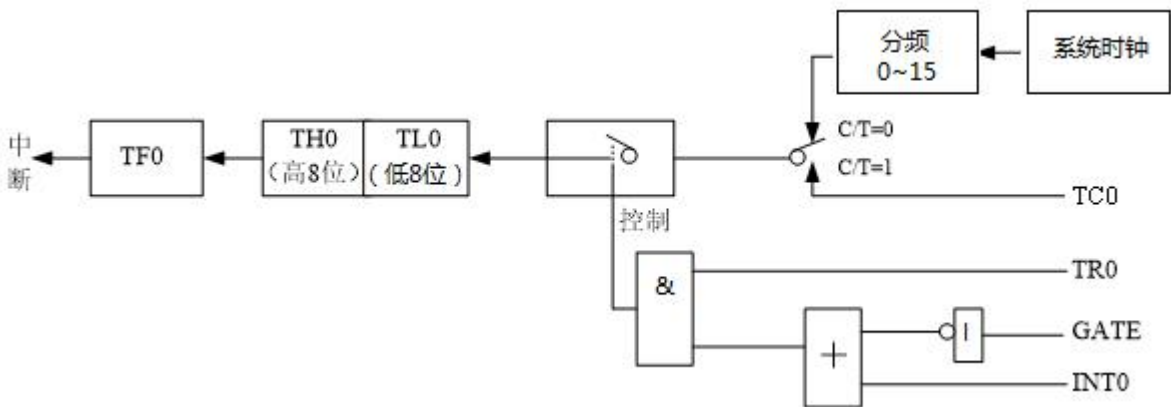 分频
0~15
系统时钟
C/T=0
C/T=1
中
断
TF0
TH0
(高8位)
TL0
(低8位)
控制
TC0
TR0
&
GATE
+
INT0